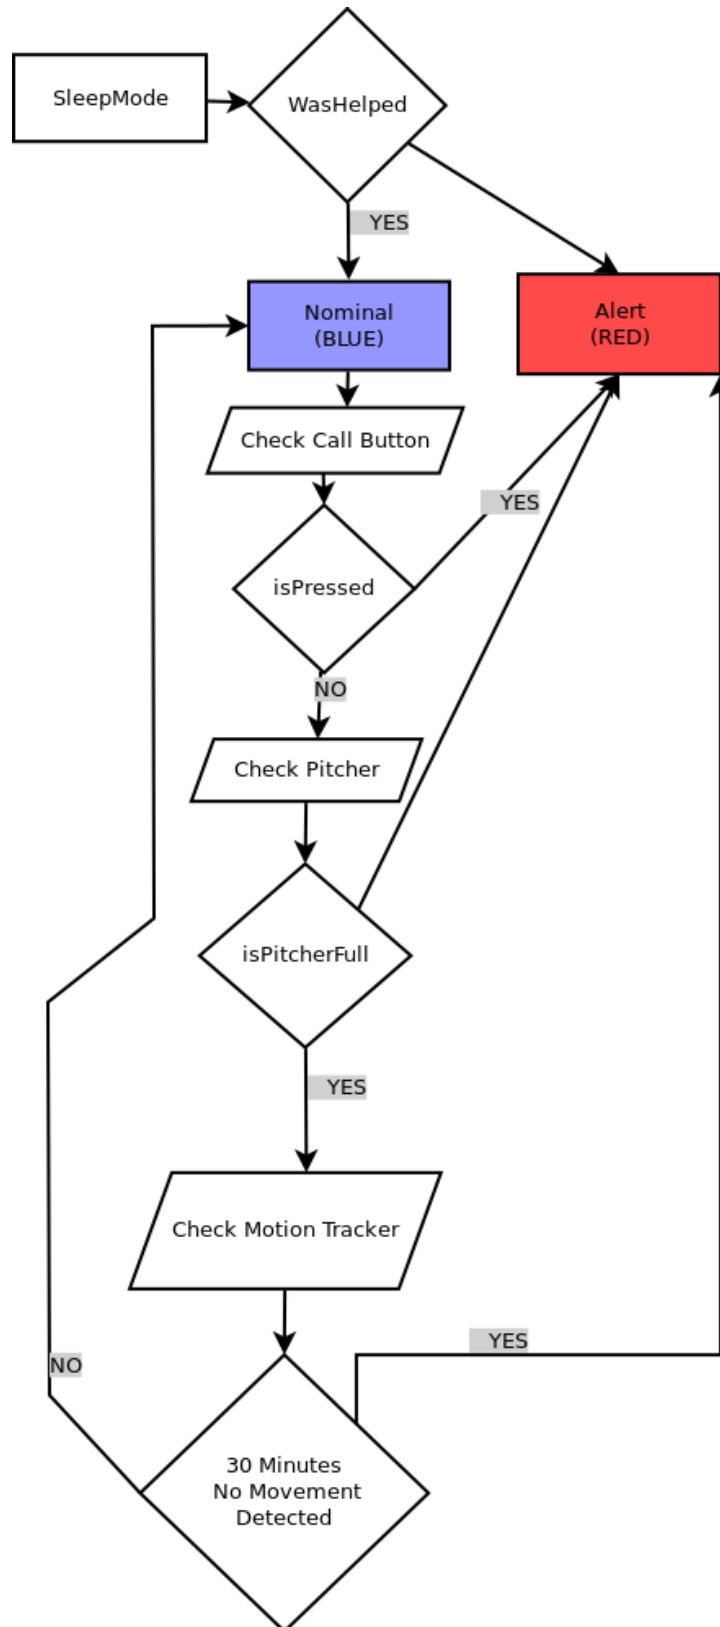 SleepMode
WasHelped
YES
Nominal
(BLUE)
Alert
(RED)
Check Call Button
YES
isPressed
NO
Check Pitcher
isPitcherFull
YES
Check Motion Tracker
YES
NO
30 Minutes
No Movement
Detected